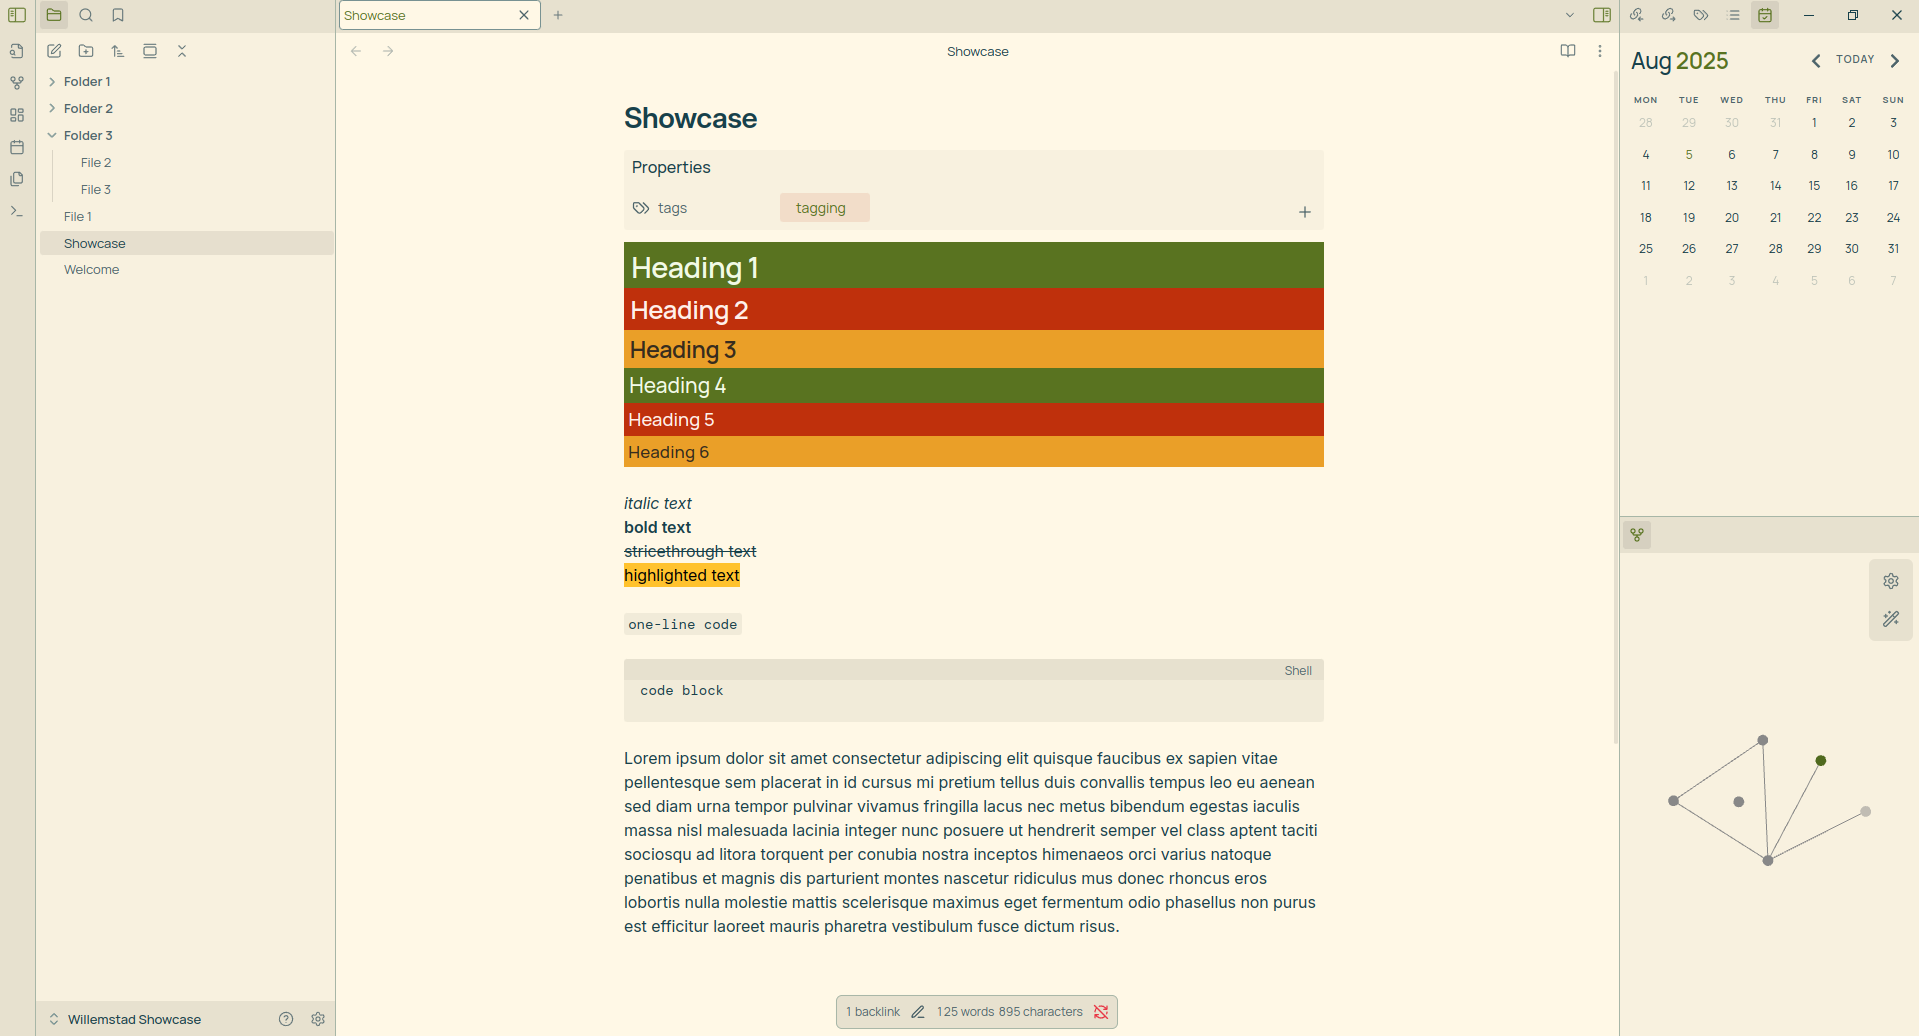 Showcase
Showcase
Folder 1
Folder 2
Folder 3
File 2
File 3
File 1
Showcase
Welcome
Willemstad Showcase
Showcase
Properties
tags
tagging
Heading 1
Heading 2
Heading 3
Heading 4
Heading 5
Heading 6
italic text
bold text
stricethrough text
highlighted text
one-line code
Shell
code block
Lorem ipsum dolor sit amet consectetur adipiscing elit quisque faucibus ex sapien vitae
pellentesque sem placerat in id cursus mi pretium tellus duis convallis tempus leo eu aenean
sed diam urna tempor pulvinar vivamus fringilla lacus nec metus bibendum egestas iaculis
massa nisl malesuada lacinia integer nunc posuere ut hendrerit semper vel class aptent taciti
sociosqu ad litora torquent per conubia nostra inceptos himenaeos orci varius natoque
penatibus et magnis dis parturient montes nascetur ridiculus mus donec rhoncus eros
lobortis nulla molestie mattis scelerisque maximus eget fermentum odio phasellus non purus
est efficitur laoreet mauris pharetra vestibulum fusce dictum risus.
1 backlink 125 words 895 characters
Aug 2025 TODAY
MON TUE WED THU FRI SAT SUN
28 29 30 31 1 2 3
4 5 6 7 8 9 10
11 12 13 14 15 16 17
18 19 20 21 22 23 24
25 26 27 28 29 30 31
1 2 3 4 5 6 7